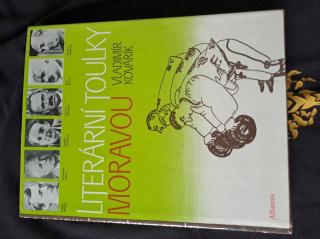 VLADIMÍR
KOVÁŘÍK
LITERÁRNÍ TOULKY
MORAVOU
Albatros